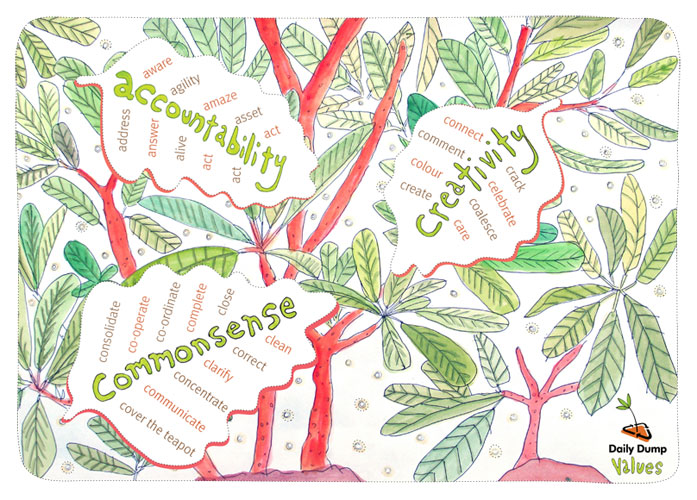 accountability
aware
agility
amaze
asset
act
address
answer
alive
act
act
Creativity
connect
comment
crack
colour
celebrate
create
coalesce
care
Commonsense
consolidate
co-operate
co-ordinate
complete
close
clean
correct
clarify
concentrate
communicate
cover the teapot
Daily Dump
Values